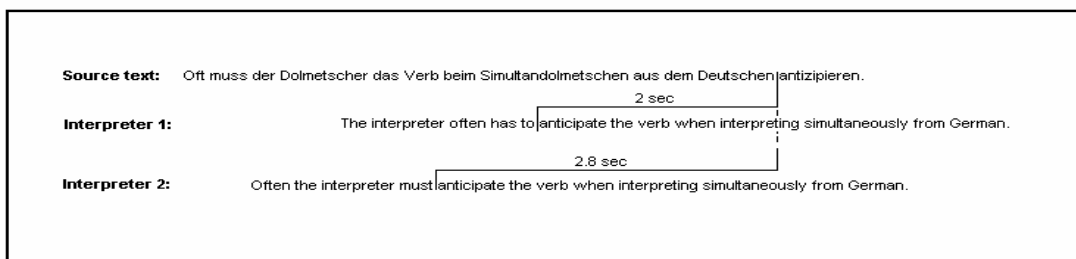 Source text: Oft muss der Dolmetscher das Verb beim Simultandolmetschen aus dem Deutschen antizipieren.
2 sec
Interpreter 1: The interpreter often has to anticipate the verb when interpreting simultaneously from German.
2.8 sec
Interpreter 2: Often the interpreter must anticipate the verb when interpreting simultaneously from German.